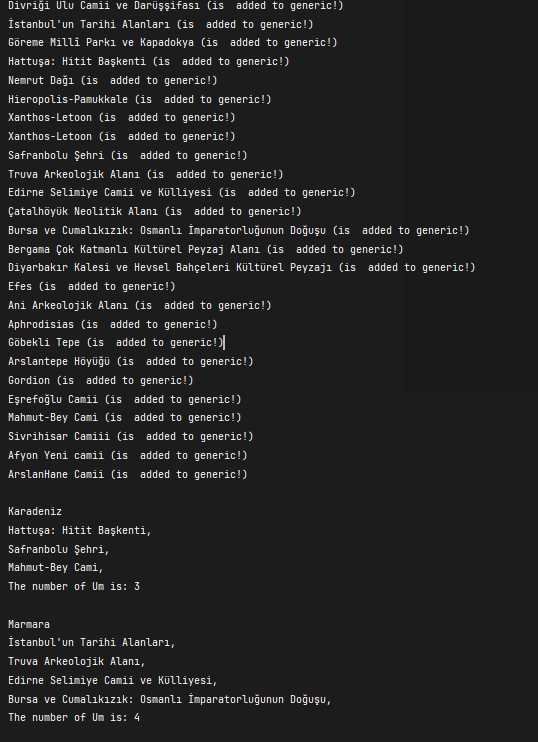 Divriği Ulu Camii ve Darüşşifası (is  added to generic!)
İstanbul'un Tarihi Alanları (is  added to generic!)
Göreme Millî Parkı ve Kapadokya (is  added to generic!)
Hattuşa: Hitit Başkenti (is  added to generic!)
Nemrut Dağı (is  added to generic!)
Hieropolis-Pamukkale (is  added to generic!)
Xanthos-Letoon (is  added to generic!)
Xanthos-Letoon (is  added to generic!)
Safranbolu Şehri (is  added to generic!)
Truva Arkeolojik Alanı (is  added to generic!)
Edirne Selimiye Camii ve Külliyesi (is  added to generic!)
Çatalhöyük Neolitik Alanı (is  added to generic!)
Bursa ve Cumalıkızık: Osmanlı İmparatorluğunun Doğuşu (is  added to generic!)
Bergama Çok Katmanlı Kültürel Peyzaj Alanı (is  added to generic!)
Diyarbakır Kalesi ve Hevsel Bahçeleri Kültürel Peyzajı (is  added to generic!)
Efes (is  added to generic!)
Ani Arkeolojik Alanı (is  added to generic!)
Aphrodisias (is  added to generic!)
Göbekli Tepe (is  added to generic!)
Arslantepe Höyüğü (is  added to generic!)
Gordion (is  added to generic!)
Eşrefoğlu Camii (is  added to generic!)
Mahmut-Bey Cami (is  added to generic!)
Sivrihisar Camiii (is  added to generic!)
Afyon Yeni camii (is  added to generic!)
ArslanHane Camii (is  added to generic!)
Karadeniz
Hattuşa: Hitit Başkenti,
Safranbolu Şehri,
Mahmut-Bey Cami,
The number of Um is: 3
Marmara
İstanbul'un Tarihi Alanları,
Truva Arkeolojik Alanı,
Edirne Selimiye Camii ve Külliyesi,
Bursa ve Cumalıkızık: Osmanlı İmparatorluğunun Doğuşu,
The number of Um is: 4